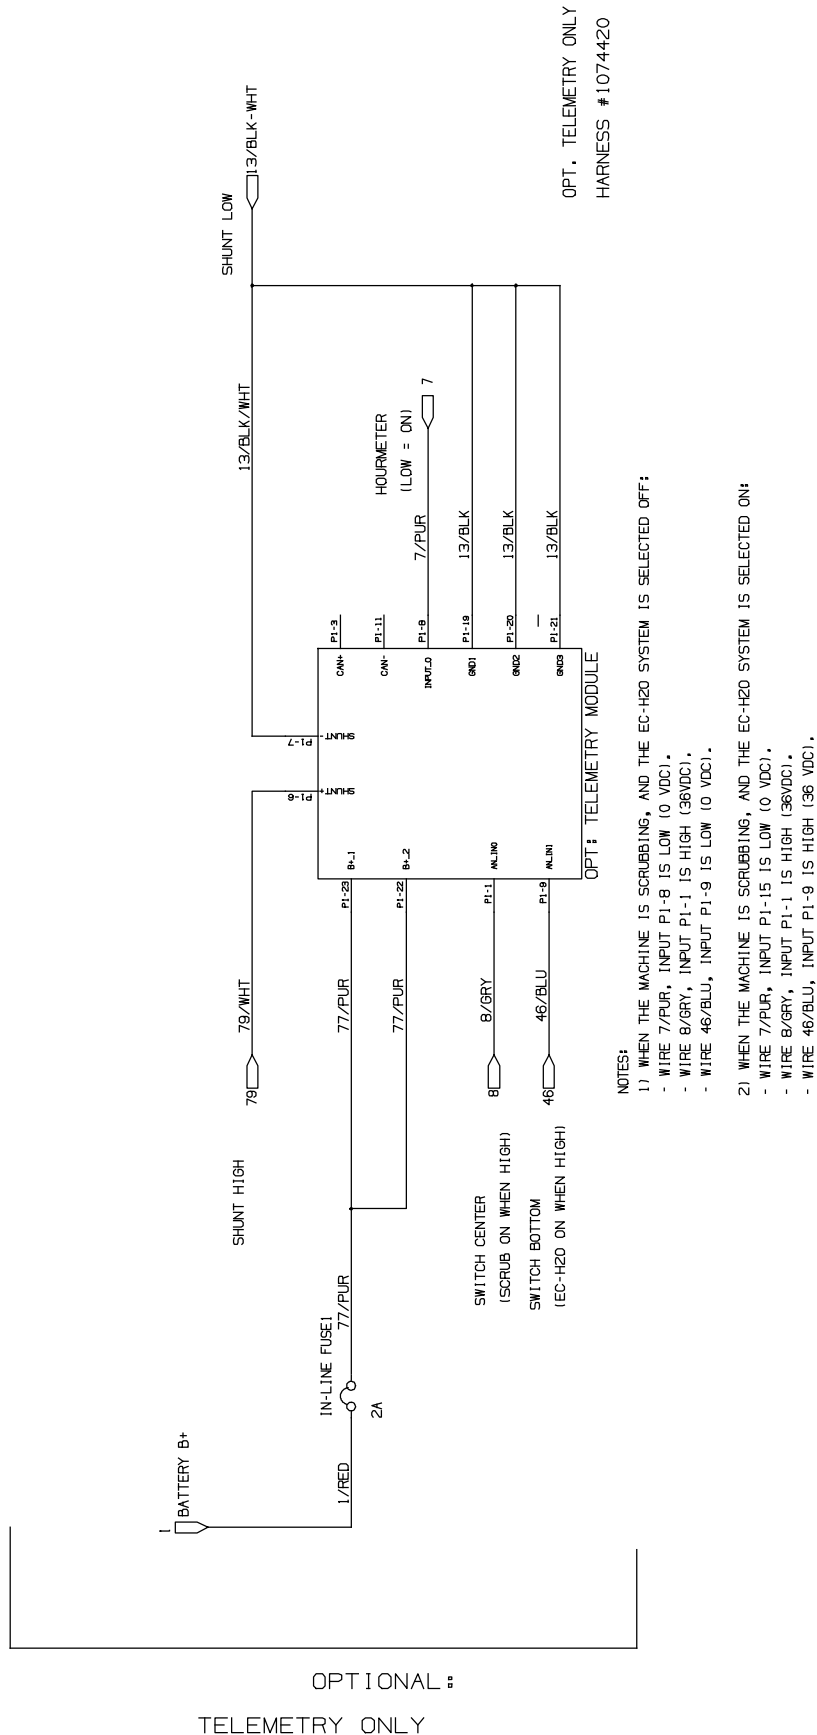 OPT. TELEMETRY ONLY
HARNESS #1074420
13/BLK-WHT
SHUNT LOW
13/BLK/WHT
7
HOURMETER
(LOW = ON)
7/PUR
13/BLK
13/BLK
13/BLK
P1-3
P1-11
P1-8
P1-19
P1-20
P1-21
CAN+
CAN-
INPUT_0
GND1
GND2
GND3
P1-7
SHUNT -
P1-6
SHUNT +
B+_1
B+_2
AN_IN0
AN_IN1
OPT: TELEMETRY MODULE
P1-23
P1-22
P1-1
P1-9
79/WHT
77/PUR
77/PUR
8/GRY
46/BLU
79
8
46
SHUNT HIGH
SWITCH CENTER
(SCRUB ON WHEN HIGH)
SWITCH BOTTOM
(EC-H2O ON WHEN HIGH)
77/PUR
IN-LINE FUSE1
2A
1/RED
BATTERY B+
1
NOTES:
1) WHEN THE MACHINE IS SCRUBBING, AND THE EC-H2O SYSTEM IS SELECTED OFF:
- WIRE 7/PUR, INPUT P1-8 IS LOW (0 VDC).
- WIRE 8/GRY, INPUT P1-1 IS HIGH (36VDC).
- WIRE 46/BLU, INPUT P1-9 IS LOW (0 VDC).
2) WHEN THE MACHINE IS SCRUBBING, AND THE EC-H2O SYSTEM IS SELECTED ON:
- WIRE 7/PUR, INPUT P1-15 IS LOW (0 VDC).
- WIRE 8/GRY, INPUT P1-1 IS HIGH (36VDC).
- WIRE 46/BLU, INPUT P1-9 IS HIGH (36 VDC).
OPTIONAL:
TELEMETRY ONLY